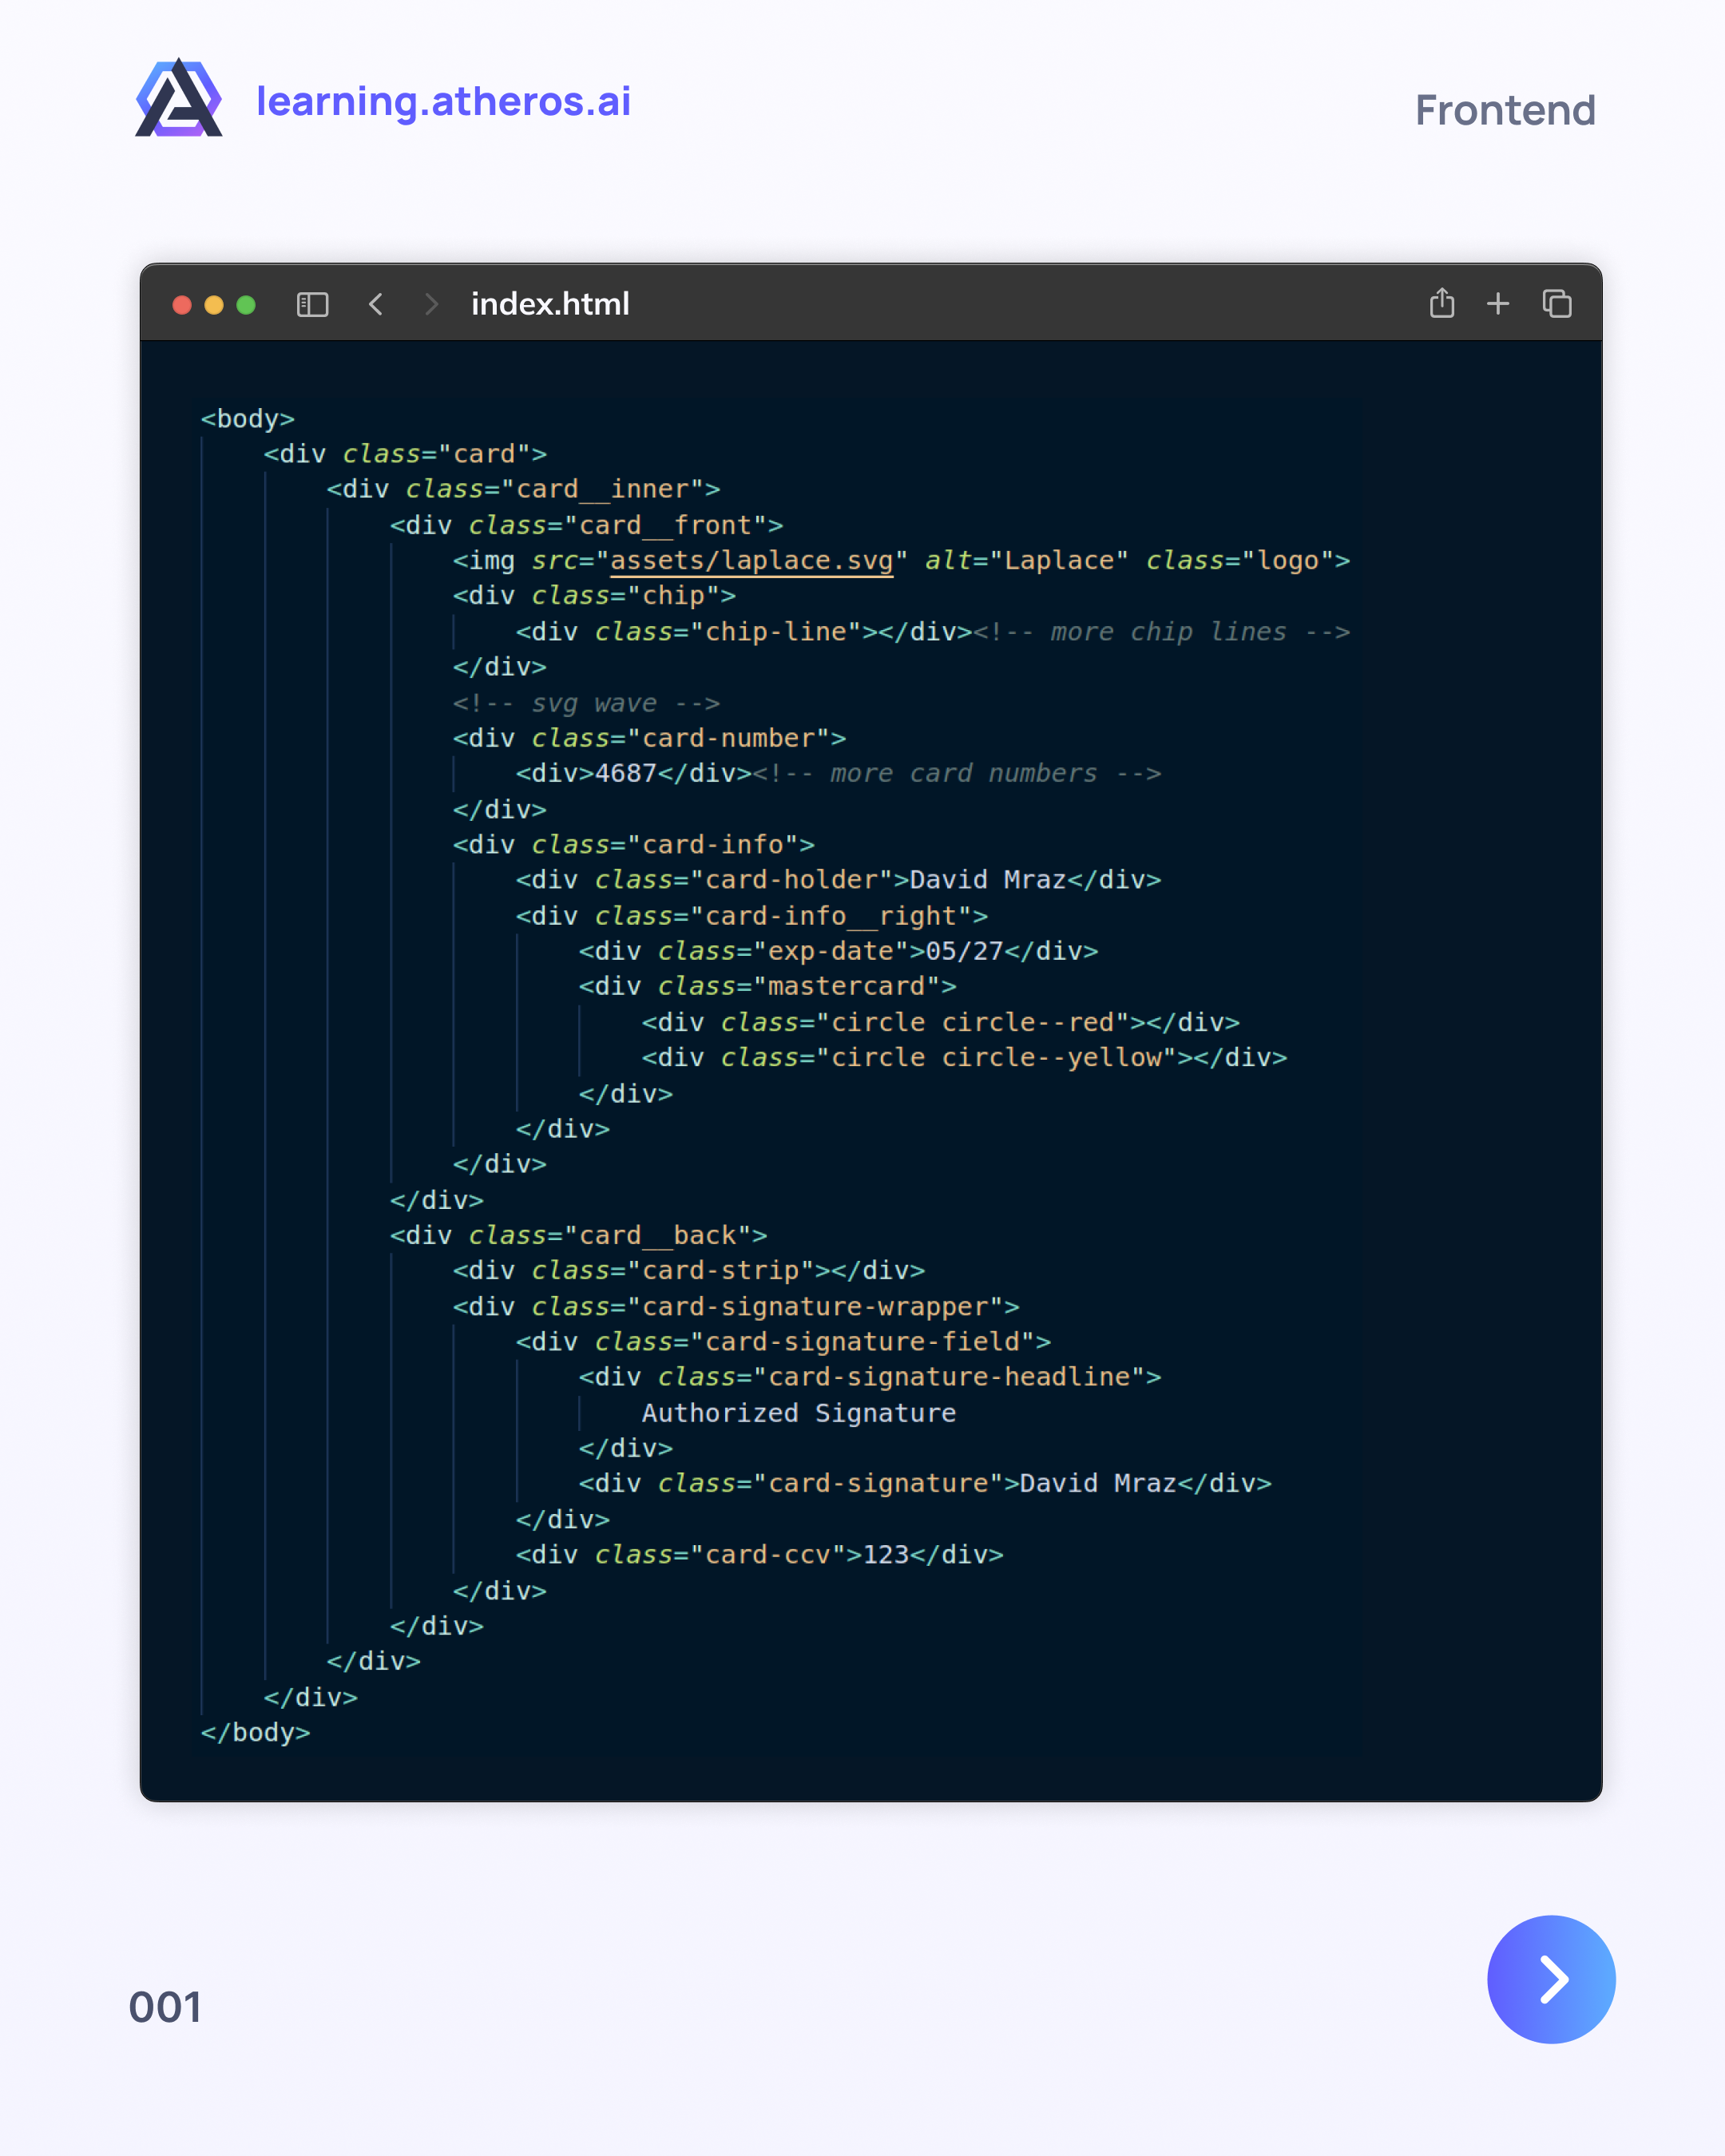 learning.atheros.ai
Frontend
index.html
<body>
    <div class="card">
        <div class="card__inner">
            <div class="card__front">
                <img src="assets/laplace.svg" alt="Laplace" class="logo">
                <div class="chip">
                    <div class="chip-line"></div><!-- more chip lines -->
                </div>
                <!-- svg wave -->
                <div class="card-number">
                    <div>4687</div><!-- more card numbers -->
                </div>
                <div class="card-info">
                    <div class="card-holder">David Mraz</div>
                    <div class="card-info__right">
                        <div class="exp-date">05/27</div>
                        <div class="mastercard">
                            <div class="circle circle--red"></div>
                            <div class="circle circle--yellow"></div>
                        </div>
                    </div>
                </div>
            </div>
            <div class="card__back">
                <div class="card-strip"></div>
                <div class="card-signature-wrapper">
                    <div class="card-signature-field">
                        <div class="card-signature-headline">
                            Authorized Signature
                        </div>
                        <div class="card-signature">David Mraz</div>
                    </div>
                    <div class="card-ccv">123</div>
                </div>
            </div>
        </div>
    </div>
</body>
001